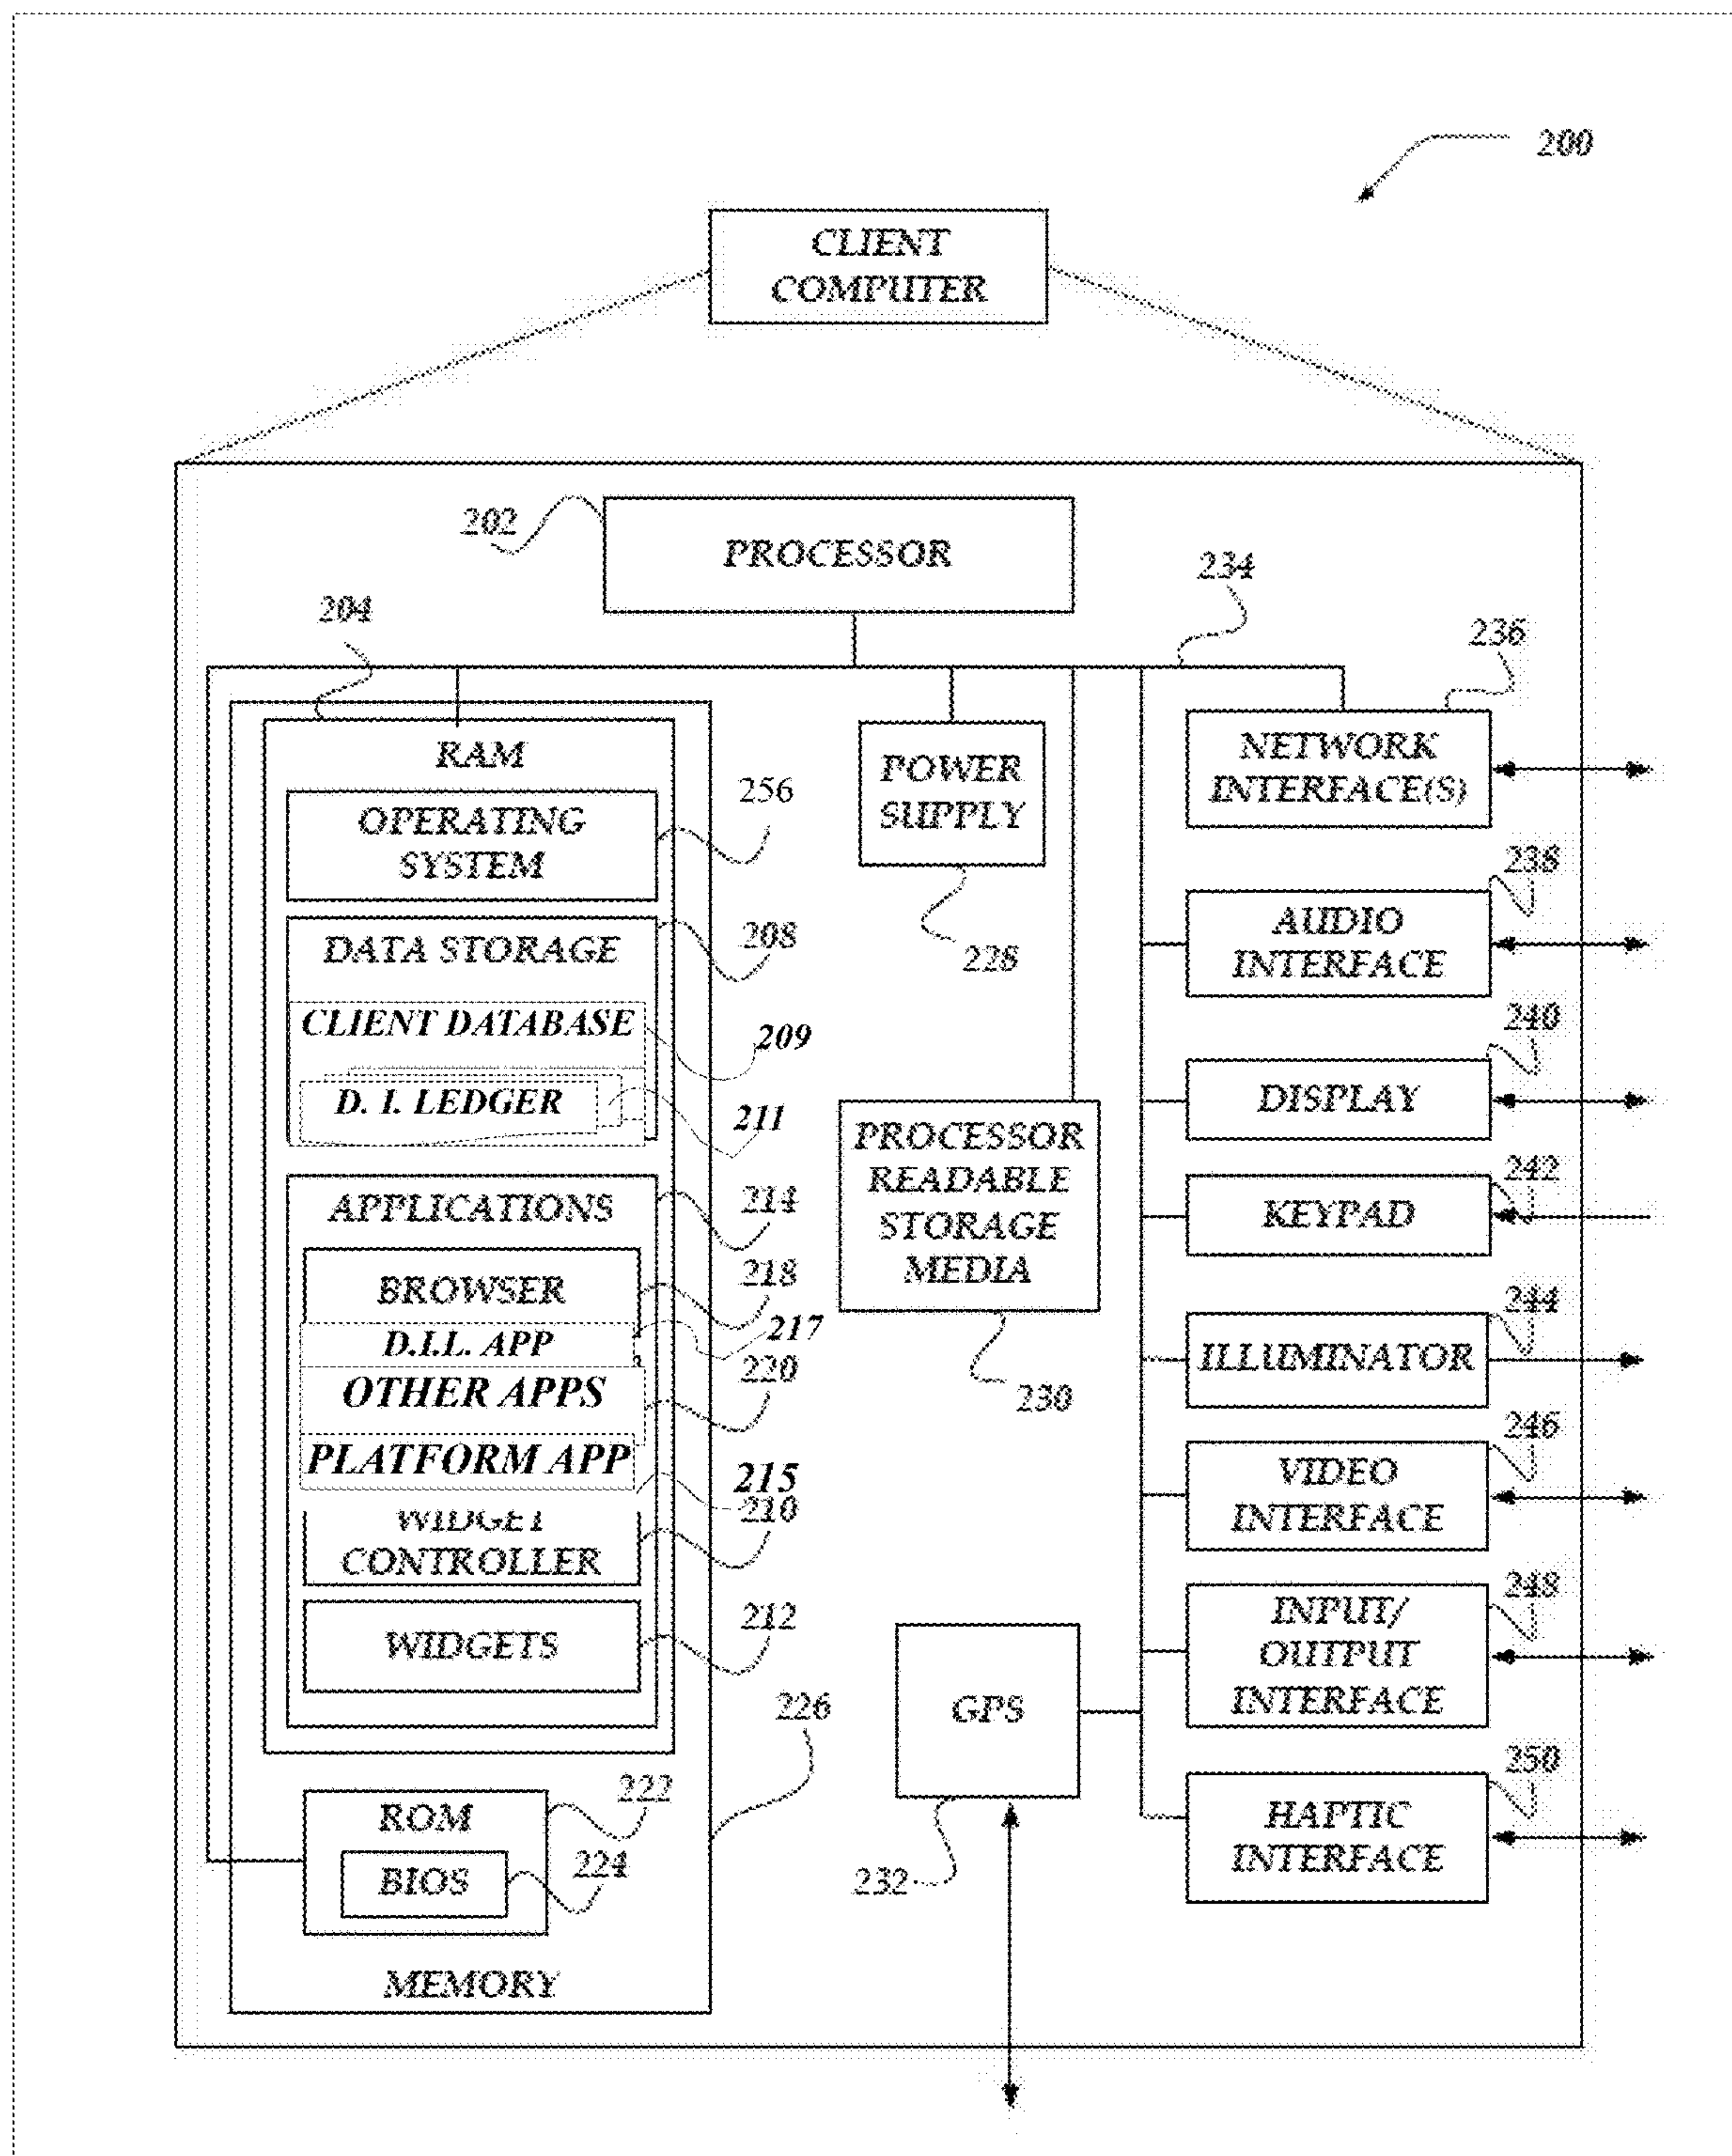 200
CLIENT
COMPUTER
202
PROCESSOR
234
204
236
RAM
256
OPERATING
SYSTEM
208
DATA STORAGE
CLIENT DATABASE
209
D. I. LEDGER
211
APPLICATIONS
214
BROWSER
218
D.I.L. APP
217
OTHER APPS
220
PLATFORM APP
215
WIDGET
CONTROLLER
210
WIDGETS
212
226
ROM
222
BIOS
224
MEMORY
POWER
SUPPLY
228
PROCESSOR
READABLE
STORAGE
MEDIA
230
GPS
232
NETWORK
INTERFACE(S)
238
AUDIO
INTERFACE
240
DISPLAY
242
KEYPAD
244
ILLUMINATOR
246
VIDEO
INTERFACE
248
INPUT/
OUTPUT
INTERFACE
250
HAPTIC
INTERFACE